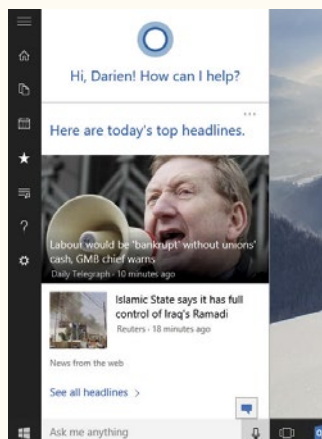 Hi, Darien! How can I help?
Here are today's top headlines.
Labour would be 'bankrupt' without unions'
cash, GMB chief warns
Daily Telegraph - 10 minutes ago
Islamic State says it has full
control of Iraq's Ramadi
Reuters - 18 minutes ago
News from the web
See all headlines >
Ask me anything